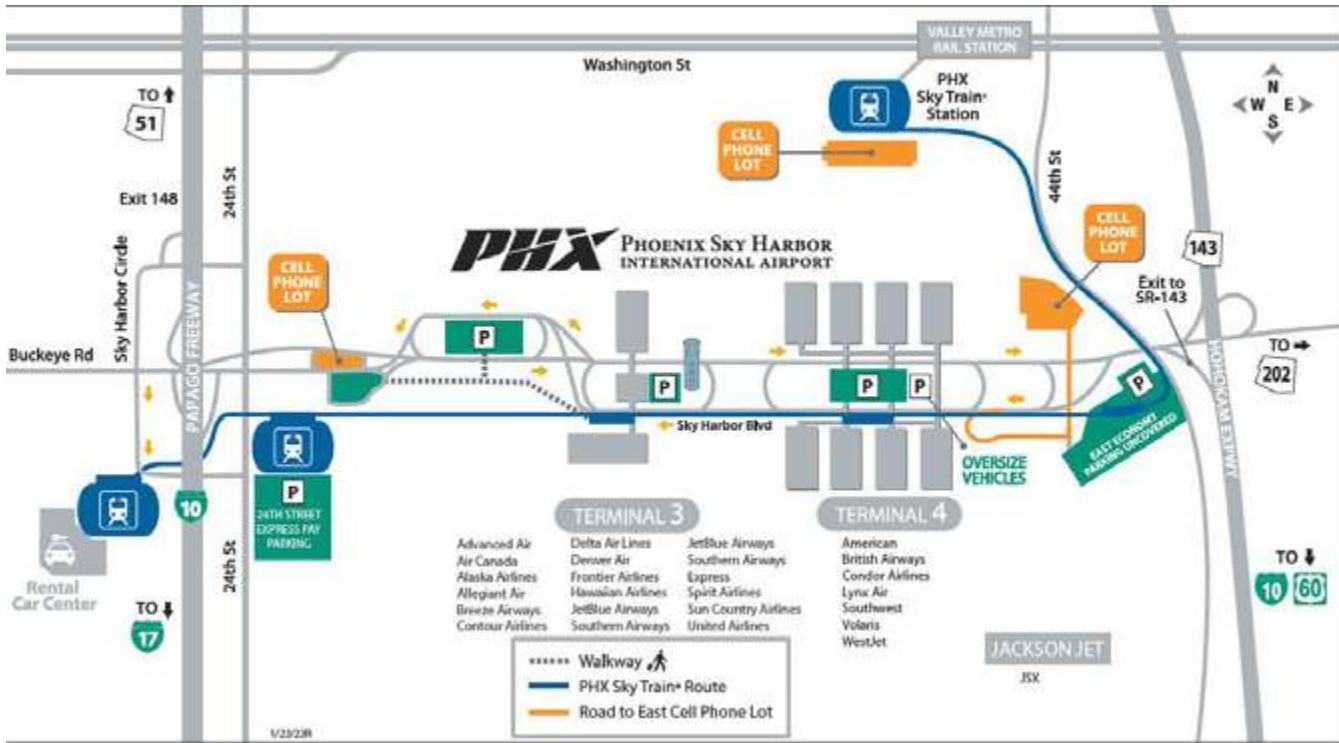 VALLEY METRO
RAIL STATION
Washington St
PHX
Sky Train®
Station
N
W E
S
TO
51
CELL
PHONE
LOT
24th St
44th St
Exit 148
CELL
PHONE
LOT
PHX PHOENIX SKY HARBOR
INTERNATIONAL AIRPORT
143
Exit to
SR-143
CELL
PHONE
LOT
Sky Harbor Circle
PAPAGO FREEWAY
Buckeye Rd
P
P
P
P
P
TO
202
HOHOKAM EXPWY
Sky Harbor Blvd
EAST ECONOMY
PARKING UNCOVERED
OVERSIZE
VEHICLES
10
P
24TH STREET
EXPRESS PAY
PARKING
24th St
Rental
Car Center
TO
17
TERMINAL 3
Advanced Air
Air Canada
Alaska Airlines
Allegiant Air
Breeze Airways
Contour Airlines
Delta Air Lines
Denver Air
Frontier Airlines
Hawaiian Airlines
JetBlue Airways
Southern Airways
JetBlue Airways
Southern Airways
Express
Spirit Airlines
Sun Country Airlines
United Airlines
TERMINAL 4
American
British Airways
Condor Airlines
Lynx Air
Southwest
Volaris
WestJet
TO
10 60
JACKSON JET
JSX
Walkway
PHX Sky Train® Route
Road to East Cell Phone Lot
1/23/23R